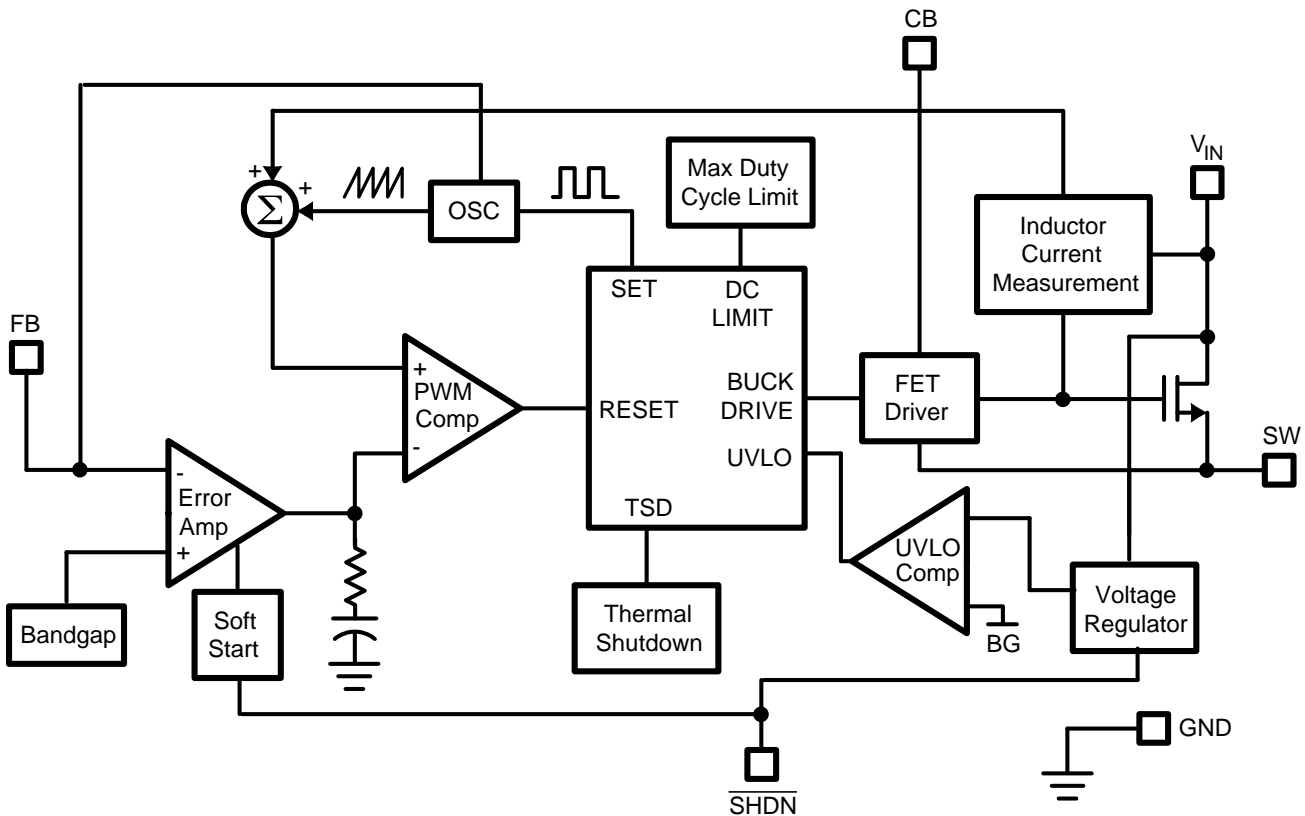 CB
V_IN
+
+
Σ
OSC
Max Duty
Cycle Limit
Inductor
Current
Measurement
SET
DC
LIMIT
FB
+
PWM
Comp
-
RESET
BUCK
DRIVE
FET
Driver
UVLO
SW
-
Error
Amp
+
TSD
UVLO
Comp
BG
Voltage
Regulator
Bandgap
Soft
Start
Thermal
Shutdown
GND
SHDN